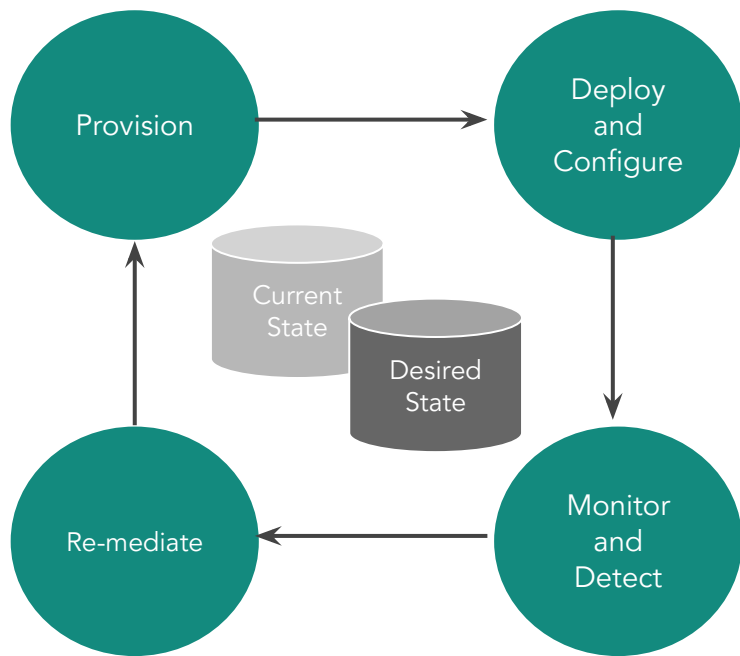 Provision
Deploy
and
Configure
Current
State
Desired
State
Re-mediate
Monitor
and
Detect